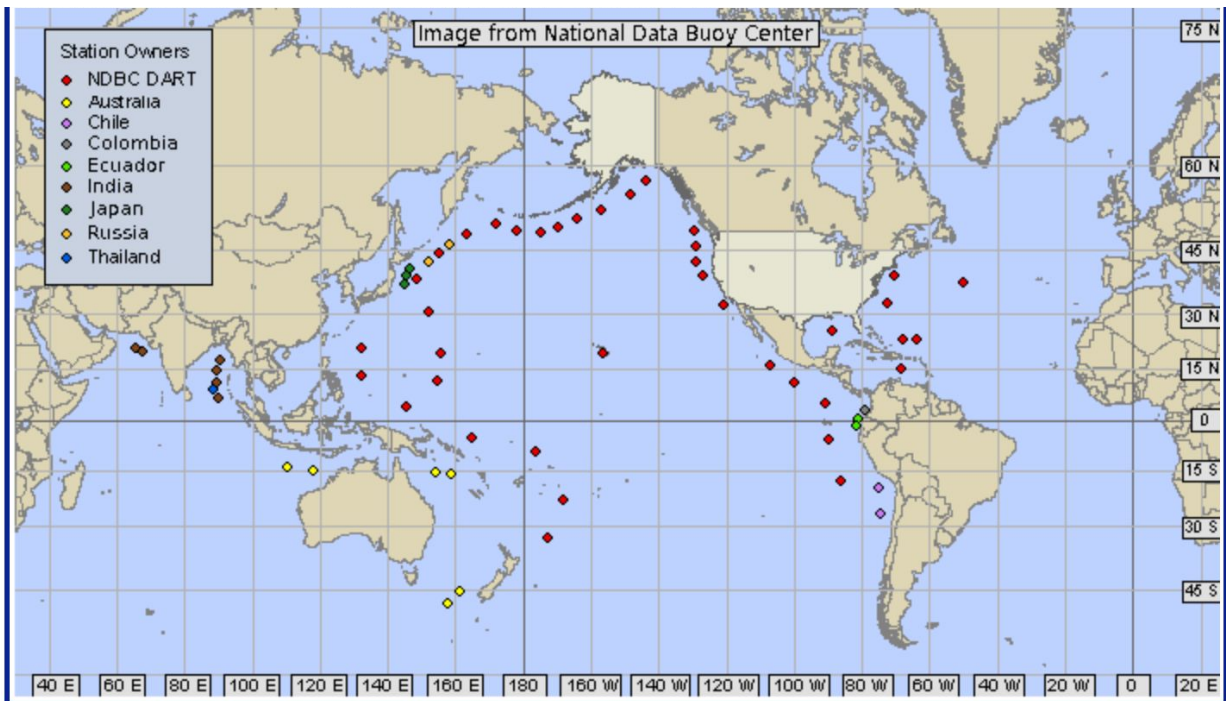 Image from National Data Buoy Center
75 N
Station Owners
NDBC DART
Australia
Chile
Colombia
Ecuador
India
Japan
Russia
Thailand
60 N
45 N
30 N
15 N
0
15 S
30 S
45 S
40 E 60 E 80 E 100 E 120 E 140 E 160 E 180 160 W 140 W 120 W 100 W 80 W 60 W 40 W 20 W 0 20 E